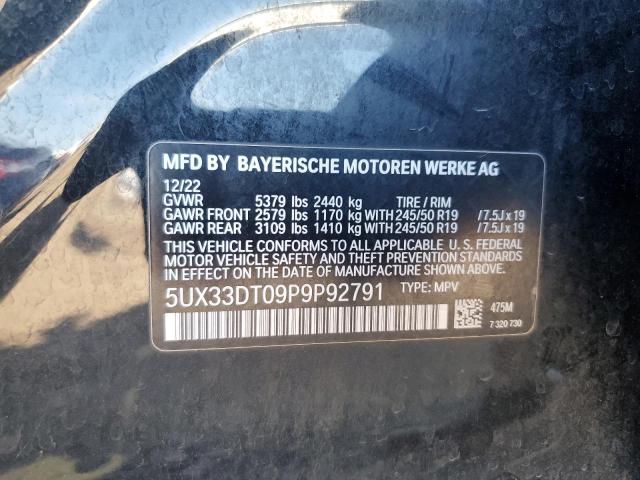 MFD BY BAYERISCHE MOTOREN WERKE AG
12/22
GVWR 5379 lbs 2440 kg TIRE / RIM
GAWR FRONT 2579 lbs 1170 kg WITH 245/50 R19 /7.5J x 19
GAWR REAR 3109 lbs 1410 kg WITH 245/50 R19 /7.5J x 19
THIS VEHICLE CONFORMS TO ALL APPLICABLE U. S. FEDERAL
MOTOR VEHICLE SAFETY AND THEFT PREVENTION STANDARDS
IN EFFECT ON THE DATE OF MANUFACTURE SHOWN ABOVE.
5UX33DT09P9P92791 TYPE: MPV
475M
7 320 730